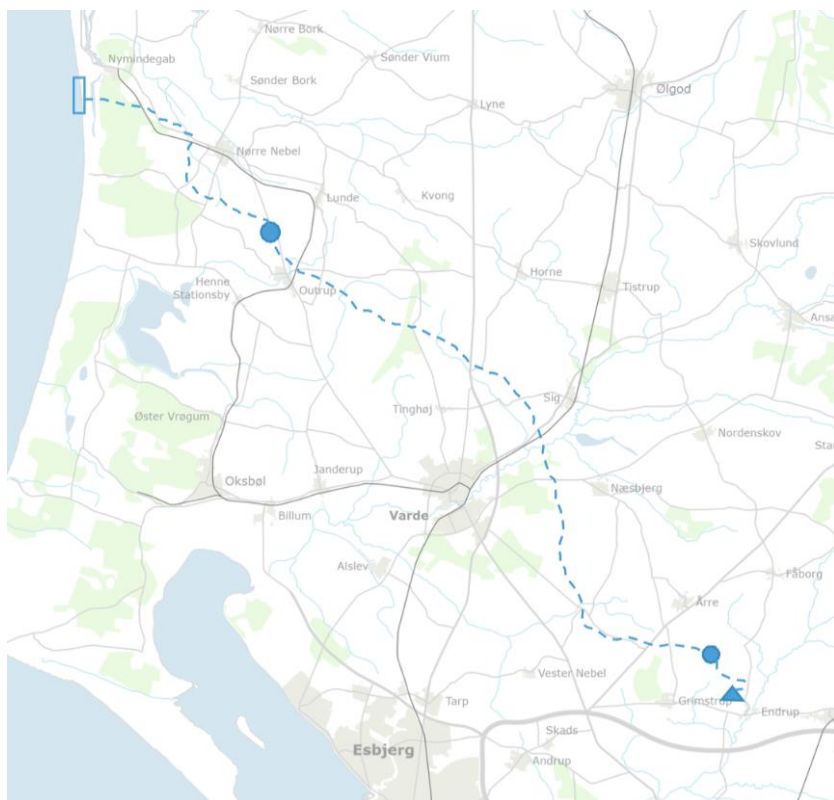 Nørre Bork
Nymindegab
Sønder Vium
Sønder Bork
Ølgod
Lyne
Nørre Nebel
Lunde
Kvong
Skovlund
Henne
Stationsby
Outrup
Horne
Tistrup
Ansa
Øster Vrøgum
Tinghøj
Sig
Nordenskov
Sta
Oksbøl
Janderup
Næsbjerg
Varde
Billum
Alslev
Fåborg
Årre
Vester Nebel
Tarp
Grimstrup
Endrup
Esbjerg
Skads
Andrup